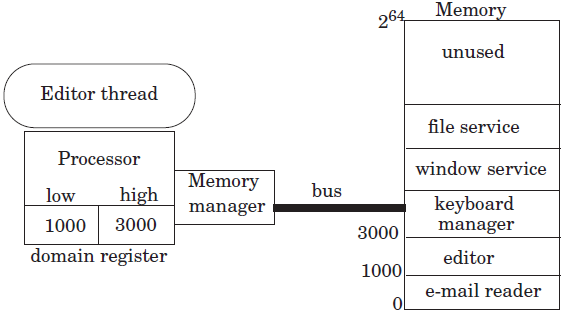 Memory
2^64
unused
Editor thread
file service
Processor
window service
low high
Memory
manager
bus
keyboard
manager
1000 3000
3000
domain register
editor
1000
e-mail reader
0